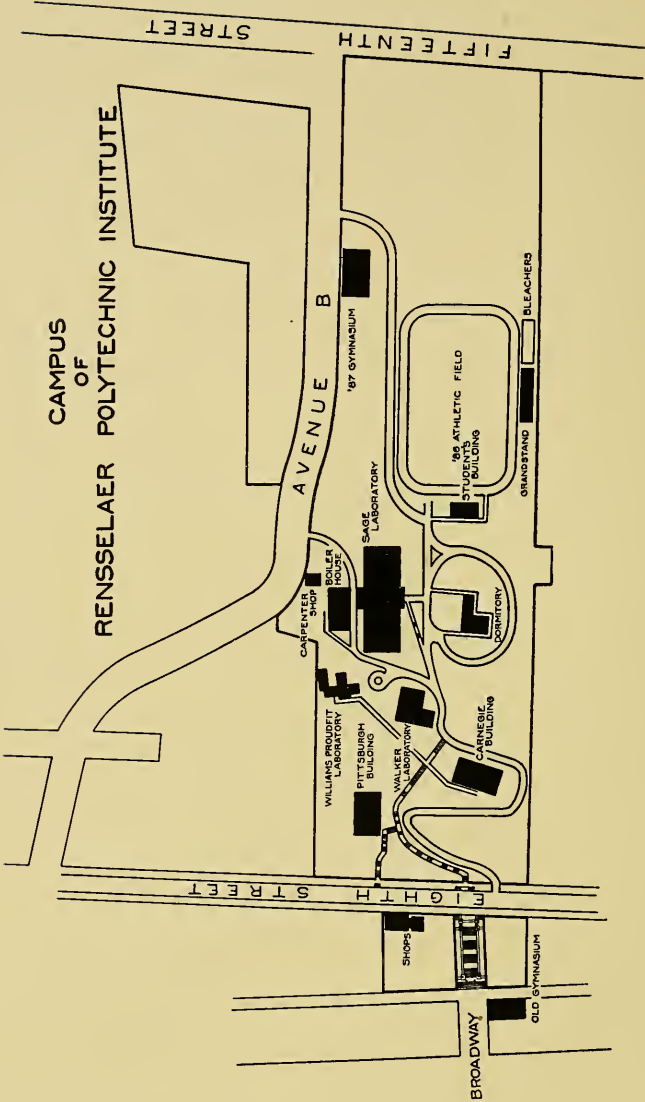 CAMPUS
OF
RENSSELAER POLYTECHNIC INSTITUTE
FIFTEENTH STREET
AVENUE B
'87 GYMNASIUM
'86 ATHLETIC FIELD
BLEACHERS
GRANDSTAND
STUDENT'S
BUILDING
SAGE
LABORATORY
BOILER
HOUSE
CARPENTER
SHOP
DORMITORY
WILLIAMS PROUDFIT
LABORATORY
PITTSBURGH
BUILDING
WALKER
LABORATORY
CARNEGIE
BUILDING
EIGHTH STREET
SHOPS
BROADWAY
OLD GYMNASIUM